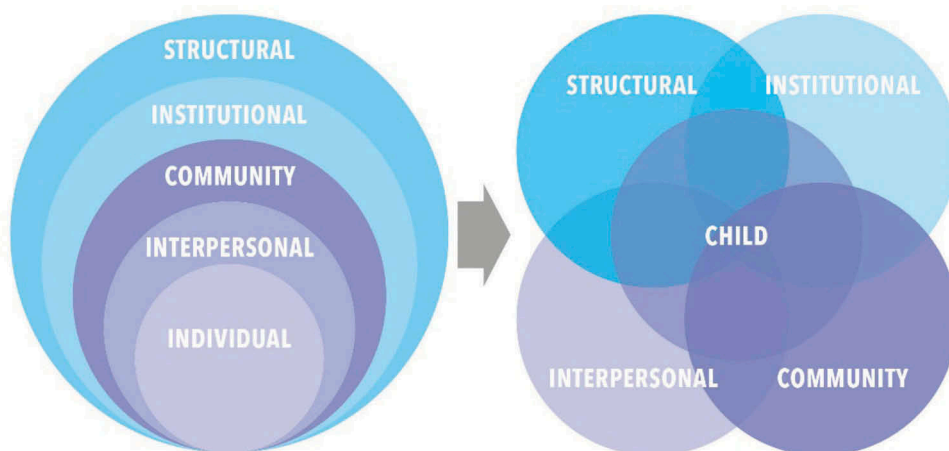 STRUCTURAL
INSTITUTIONAL
COMMUNITY
INTERPERSONAL
INDIVIDUAL
STRUCTURAL
INSTITUTIONAL
CHILD
INTERPERSONAL
COMMUNITY